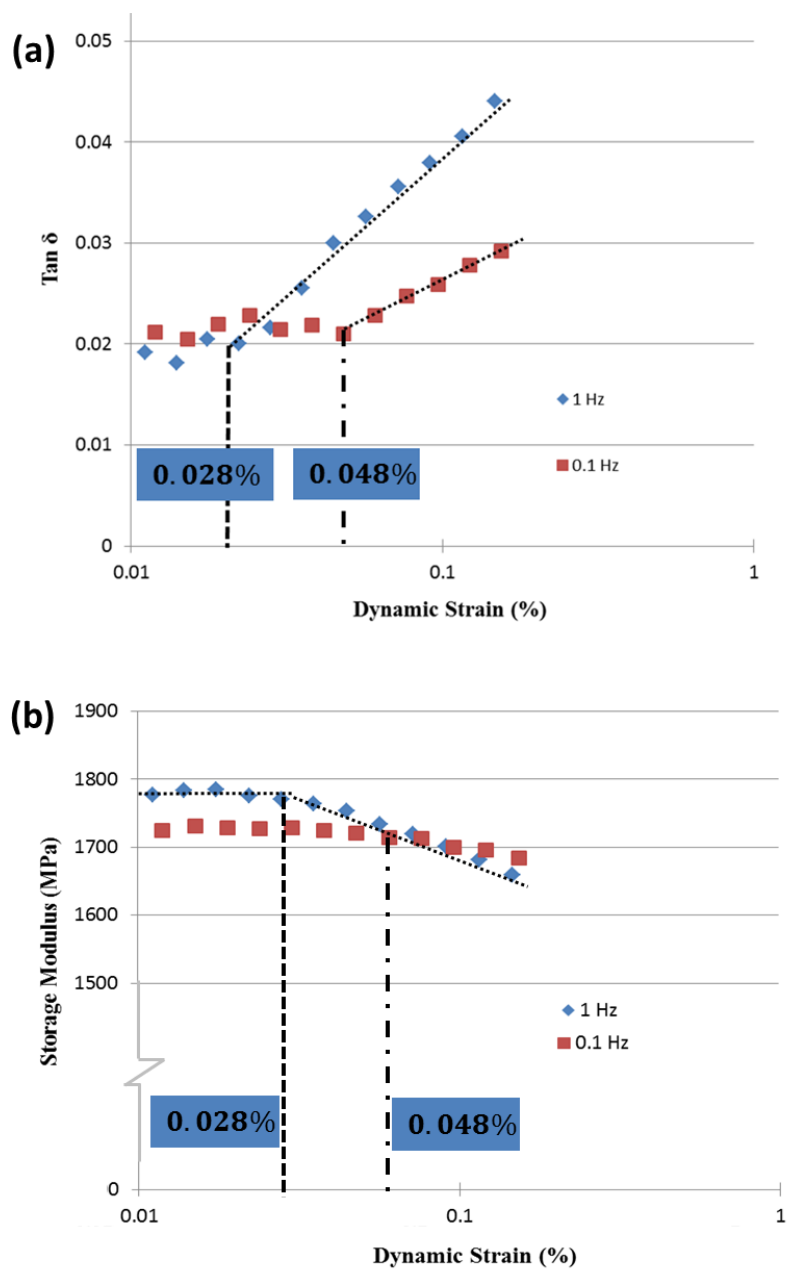 (a)
0.05
0.04
0.03
0.02
0.01
0
Tan δ
1 Hz
0.1 Hz
0.028%
0.048%
0.01
0.1
1
Dynamic Strain (%)
(b)
1900
1800
1700
1600
1500
0
Storage Modulus (MPa)
1 Hz
0.1 Hz
0.028%
0.048%
0.01
0.1
1
Dynamic Strain (%)